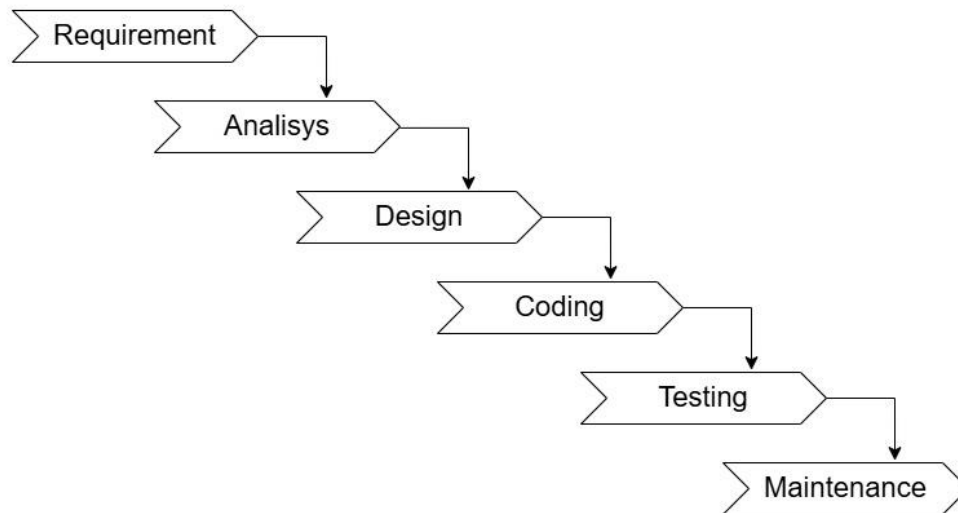 Requirement
Analisys
Design
Coding
Testing
Maintenance